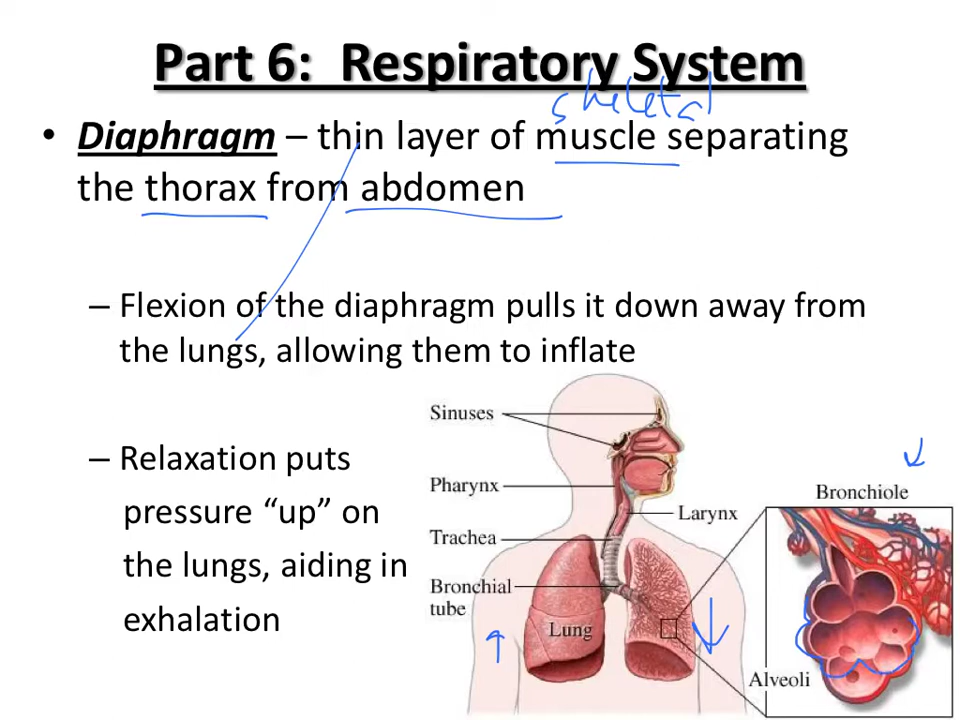 Part 6:  Respiratory System
skeletal
• Diaphragm – thin layer of muscle separating
the thorax from abdomen
– Flexion of the diaphragm pulls it down away from
the lungs, allowing them to inflate
– Relaxation puts
pressure “up” on
the lungs, aiding in
exhalation
Sinuses
Pharynx
Larynx
Trachea
Bronchial
tube
Lung
Bronchiole
Alveoli